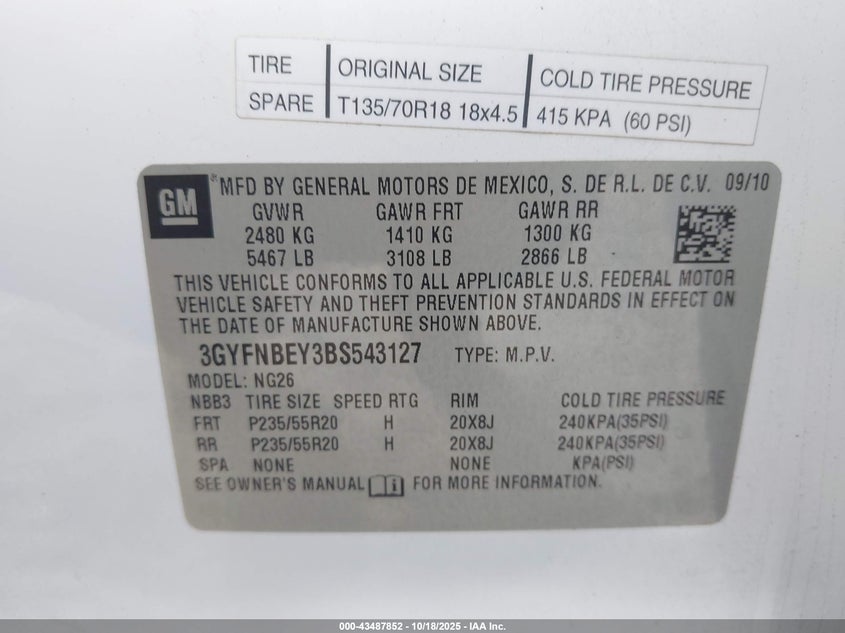 TIRE ORIGINAL SIZE COLD TIRE PRESSURE
SPARE T135/70R18 18x4.5 415 KPA (60 PSI)
GM ® MFD BY GENERAL MOTORS DE MEXICO, S. DE R.L. DE C.V. 09/10
GVWR GAWR FRT GAWR RR
2480 KG 1410 KG 1300 KG
5467 LB 3108 LB 2866 LB
THIS VEHICLE CONFORMS TO ALL APPLICABLE U.S. FEDERAL MOTOR
VEHICLE SAFETY AND THEFT PREVENTION STANDARDS IN EFFECT ON
THE DATE OF MANUFACTURE SHOWN ABOVE.
3GYFNBEY3BS543127 TYPE: M.P.V.
MODEL: NG26
NBB3 TIRE SIZE SPEED RTG RIM COLD TIRE PRESSURE
FRT P235/55R20 H 20X8J 240KPA(35PSI)
RR P235/55R20 H 20X8J 240KPA(35PSI)
SPA NONE NONE KPA(PSI)
SEE OWNER'S MANUAL i FOR MORE INFORMATION.
000-43487852 - 10/18/2025 - IAA Inc.